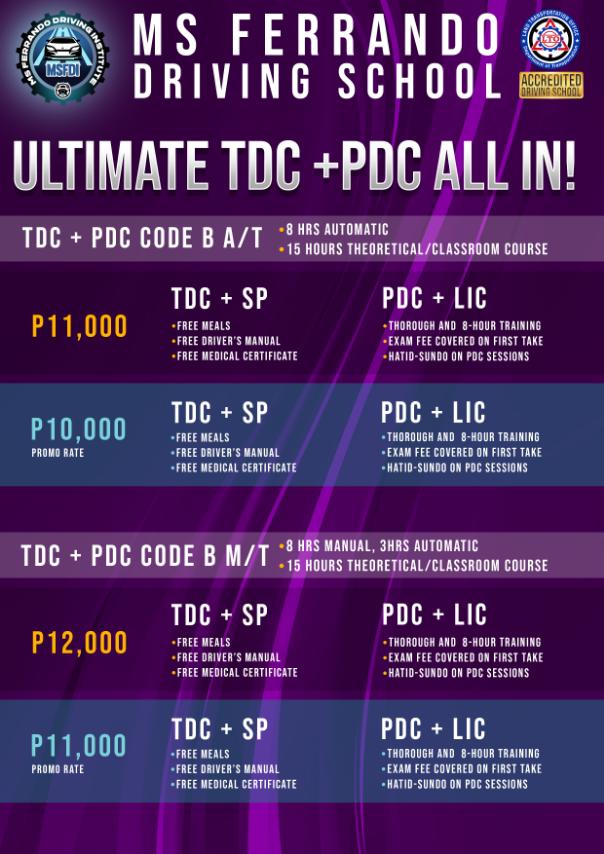 MS FERRANDO DRIVING INSTITUTE
MSFDI
MS FERRANDO
DRIVING SCHOOL
LAND TRANSPORTATION OFFICE
LTO
Department of Transportation
ACCREDITED
DRIVING SCHOOL
ULTIMATE TDC +PDC ALL IN!
TDC + PDC CODE B A/T
•8 HRS AUTOMATIC
•15 HOURS THEORETICAL/CLASSROOM COURSE
P11,000
TDC + SP
•FREE MEALS
•FREE DRIVER'S MANUAL
•FREE MEDICAL CERTIFICATE
PDC + LIC
•THOROUGH AND 8-HOUR TRAINING
•EXAM FEE COVERED ON FIRST TAKE
•HATID-SUNDO ON PDC SESSIONS
P10,000
PROMO RATE
TDC + SP
•FREE MEALS
•FREE DRIVER'S MANUAL
•FREE MEDICAL CERTIFICATE
PDC + LIC
•THOROUGH AND 8-HOUR TRAINING
•EXAM FEE COVERED ON FIRST TAKE
•HATID-SUNDO ON PDC SESSIONS
TDC + PDC CODE B M/T
•8 HRS MANUAL, 3HRS AUTOMATIC
•15 HOURS THEORETICAL/CLASSROOM COURSE
P12,000
TDC + SP
•FREE MEALS
•FREE DRIVER'S MANUAL
•FREE MEDICAL CERTIFICATE
PDC + LIC
•THOROUGH AND 8-HOUR TRAINING
•EXAM FEE COVERED ON FIRST TAKE
•HATID-SUNDO ON PDC SESSIONS
P11,000
PROMO RATE
TDC + SP
•FREE MEALS
•FREE DRIVER'S MANUAL
•FREE MEDICAL CERTIFICATE
PDC + LIC
•THOROUGH AND 8-HOUR TRAINING
•EXAM FEE COVERED ON FIRST TAKE
•HATID-SUNDO ON PDC SESSIONS